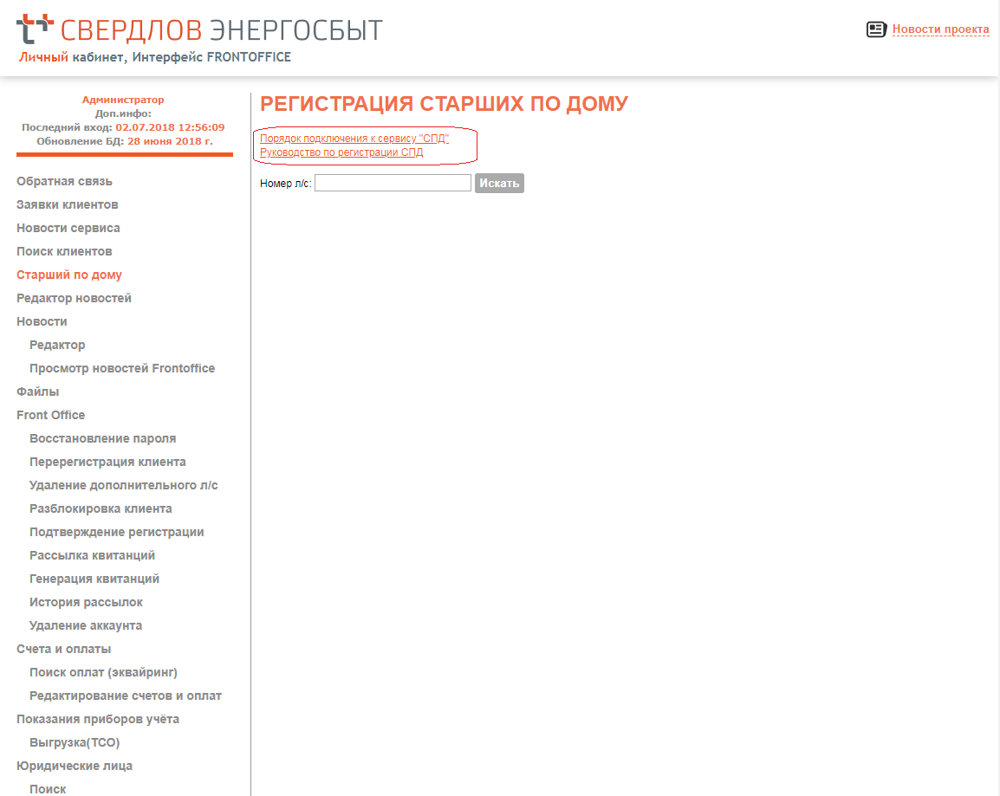 СВЕРДЛОВ ЭНЕРГОСБЫТ
Личный кабинет, Интерфейс FRONTOFFICE
Новости проекта
Администратор
Доп.инфо:
Последний вход: 02.07.2018 12:56:09
Обновление БД: 28 июня 2018 г.
Обратная связь
Заявки клиентов
Новости сервиса
Поиск клиентов
Старший по дому
Редактор новостей
Новости
Редактор
Просмотр новостей Frontoffice
Файлы
Front Office
Восстановление пароля
Перерегистрация клиента
Удаление дополнительного л/с
Разблокировка клиента
Подтверждение регистрации
Рассылка квитанций
Генерация квитанций
История рассылок
Удаление аккаунта
Счета и оплаты
Поиск оплат (эквайринг)
Редактирование счетов и оплат
Показания приборов учёта
Выгрузка(ТСО)
Юридические лица
Поиск
РЕГИСТРАЦИЯ СТАРШИХ ПО ДОМУ
Порядок подключения к сервису "СПД"
Руководство по регистрации СПД
Номер л/с: Искать